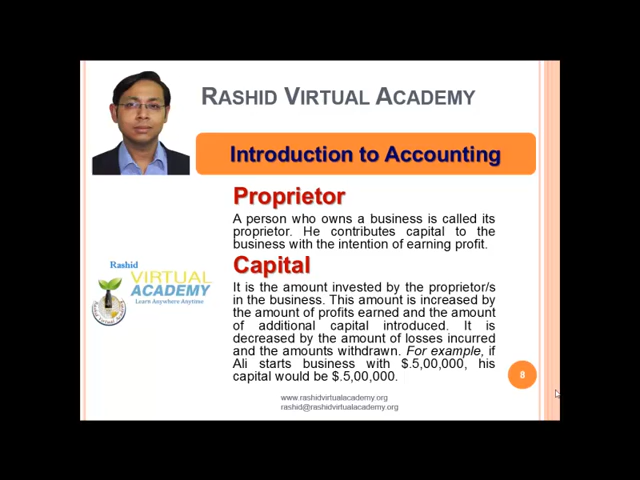 RASHID VIRTUAL ACADEMY
Introduction to Accounting
Proprietor
A person who owns a business is called its
proprietor. He contributes capital to the
business with the intention of earning profit.
Capital
It is the amount invested by the proprietor/s
in the business. This amount is increased by
the amount of profits earned and the amount
of additional capital introduced. It is
decreased by the amount of losses incurred
and the amounts withdrawn. For example, if
Ali starts business with $.5,00,000, his
capital would be $.5,00,000.
Rashid
VIRTUAL
ACADEMY
Learn Anywhere Anytime
8
www.rashidvirtualacademy.org
rashid@rashidvirtualacademy.org